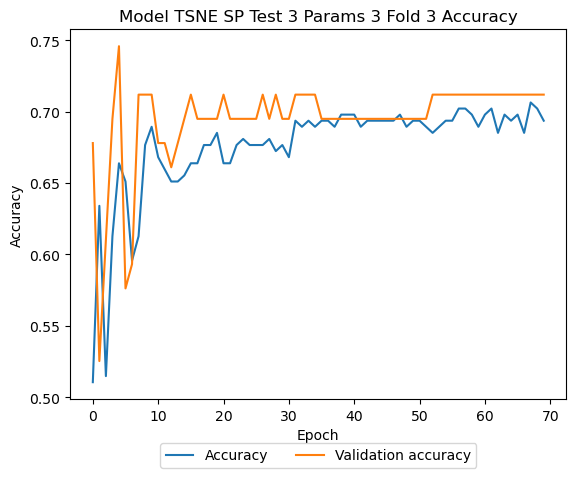 Model TSNE SP Test 3 Params 3 Fold 3 Accuracy
0.75
0.70
0.65
0.60
0.55
0.50
Accuracy
0 10 20 30 40 50 60 70
Epoch
Accuracy Validation accuracy